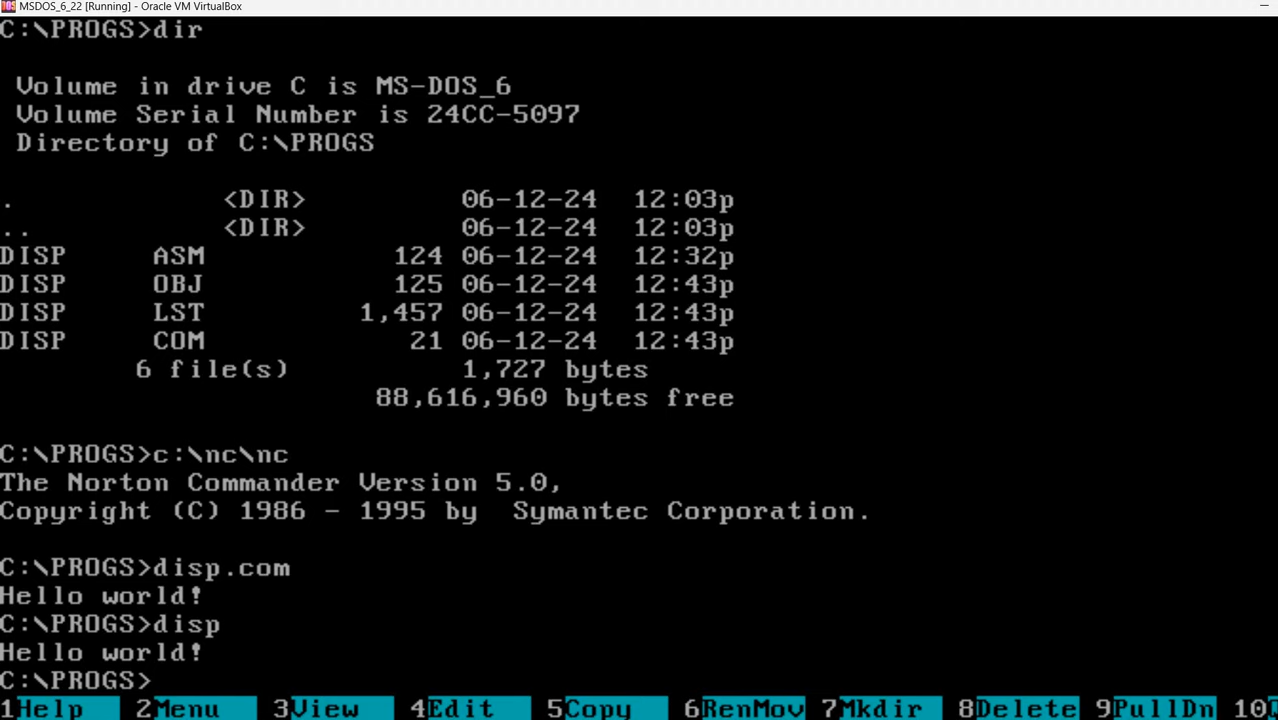 MSDOS_6_22 [Running] - Oracle VM VirtualBox
C:\PROGS>dir
Volume in drive C is MS-DOS_6
Volume Serial Number is 24CC-5097
Directory of C:\PROGS
. <DIR> 06-12-24 12:03p
.. <DIR> 06-12-24 12:03p
DISP ASM 124 06-12-24 12:32p
DISP OBJ 125 06-12-24 12:43p
DISP LST 1,457 06-12-24 12:43p
DISP COM 21 06-12-24 12:43p
6 file(s) 1,727 bytes
88,616,960 bytes free
C:\PROGS>c:\nc\nc
The Norton Commander Version 5.0,
Copyright (C) 1986 - 1995 by Symantec Corporation.
C:\PROGS>disp.com
Hello world!
C:\PROGS>disp
Hello world!
C:\PROGS>
1Help 2Menu 3View 4Edit 5Copy 6RenMov 7Mkdir 8Delete 9PullDn 10